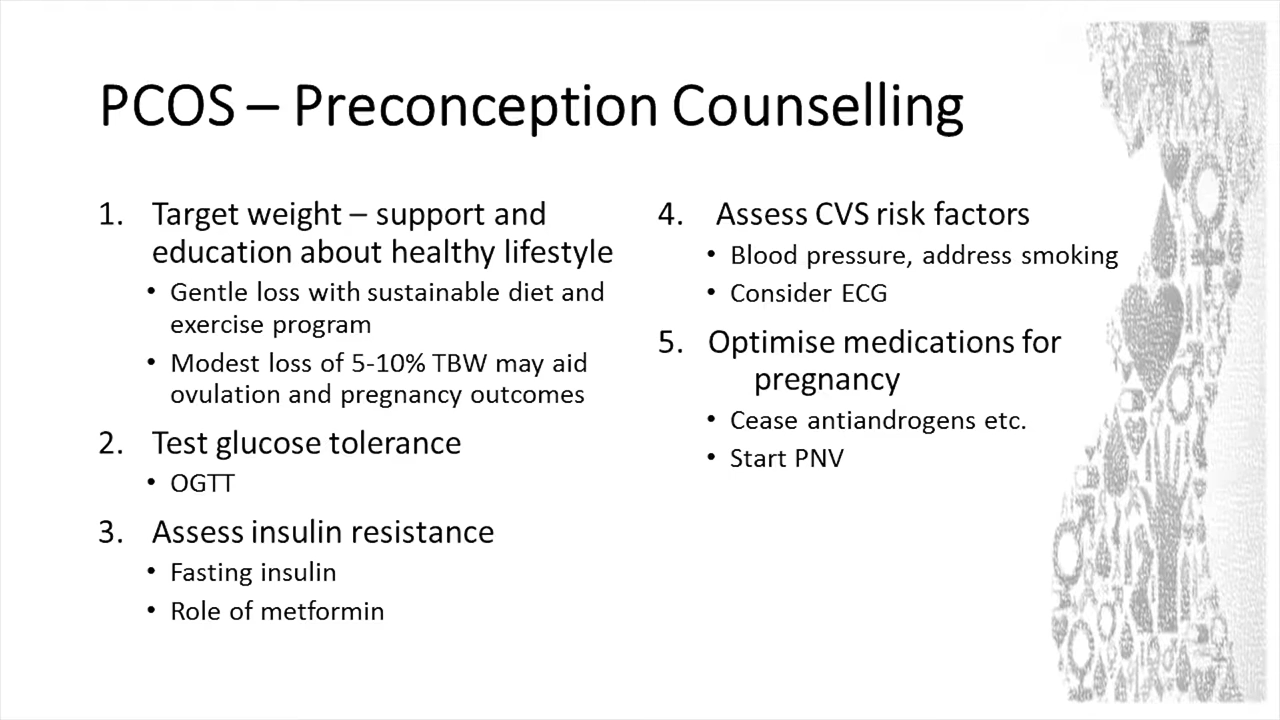 PCOS – Preconception Counselling
1. Target weight – support and
education about healthy lifestyle
• Gentle loss with sustainable diet and
exercise program
• Modest loss of 5-10% TBW may aid
ovulation and pregnancy outcomes
2. Test glucose tolerance
• OGTT
3. Assess insulin resistance
• Fasting insulin
• Role of metformin
4. Assess CVS risk factors
• Blood pressure, address smoking
• Consider ECG
5. Optimise medications for
pregnancy
• Cease antiandrogens etc.
• Start PNV